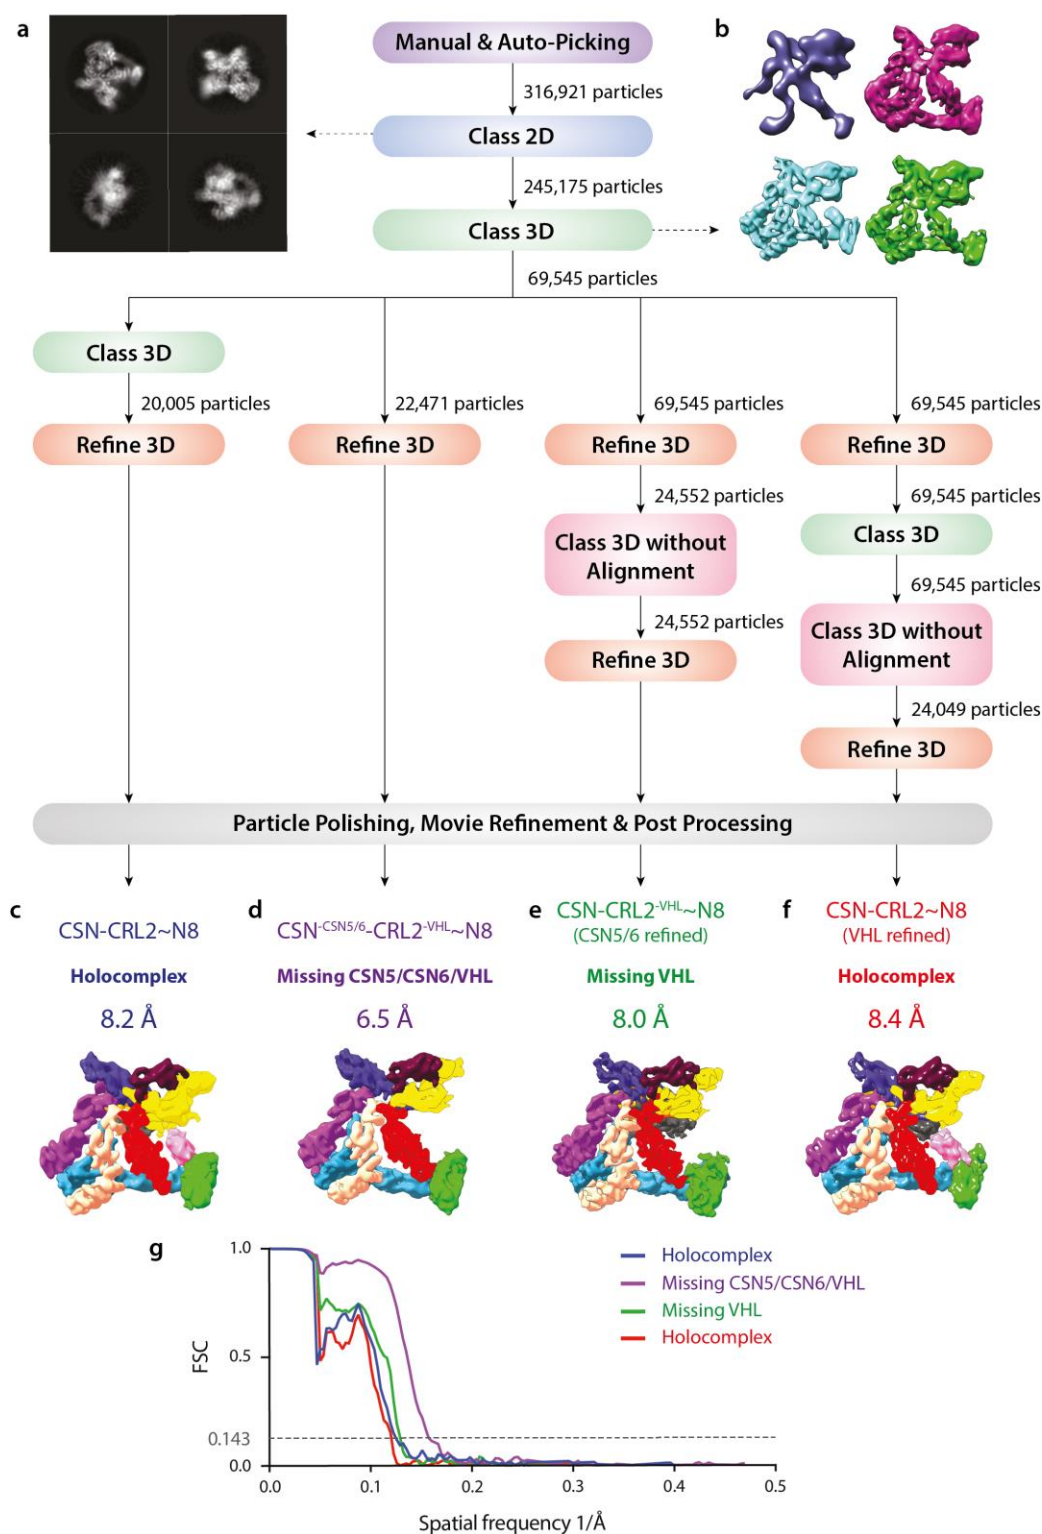 a
Manual & Auto-Picking
b
316,921 particles
Class 2D
245,175 particles
Class 3D
69,545 particles
Class 3D
20,005 particles
22,471 particles
69,545 particles
69,545 particles
Refine 3D
Refine 3D
Refine 3D
Refine 3D
24,552 particles
69,545 particles
Class 3D without
Alignment
Class 3D
69,545 particles
24,552 particles
Refine 3D
Class 3D without
Alignment
24,049 particles
Refine 3D
Particle Polishing, Movie Refinement & Post Processing
c
CSN-CRL2~N8
Holocomplex
8.2 Å
d
CSN-CSN5/6-CRL2-VHL~N8
Missing CSN5/CSN6/VHL
6.5 Å
e
CSN-CRL2-VHL~N8
(CSN5/6 refined)
Missing VHL
8.0 Å
f
CSN-CRL2~N8
(VHL refined)
Holocomplex
8.4 Å
g
1.0
0.5
0.143
0.0
FSC
Holocomplex
Missing CSN5/CSN6/VHL
Missing VHL
Holocomplex
0.0
0.1
0.2
0.3
0.4
0.5
Spatial frequency 1/Å